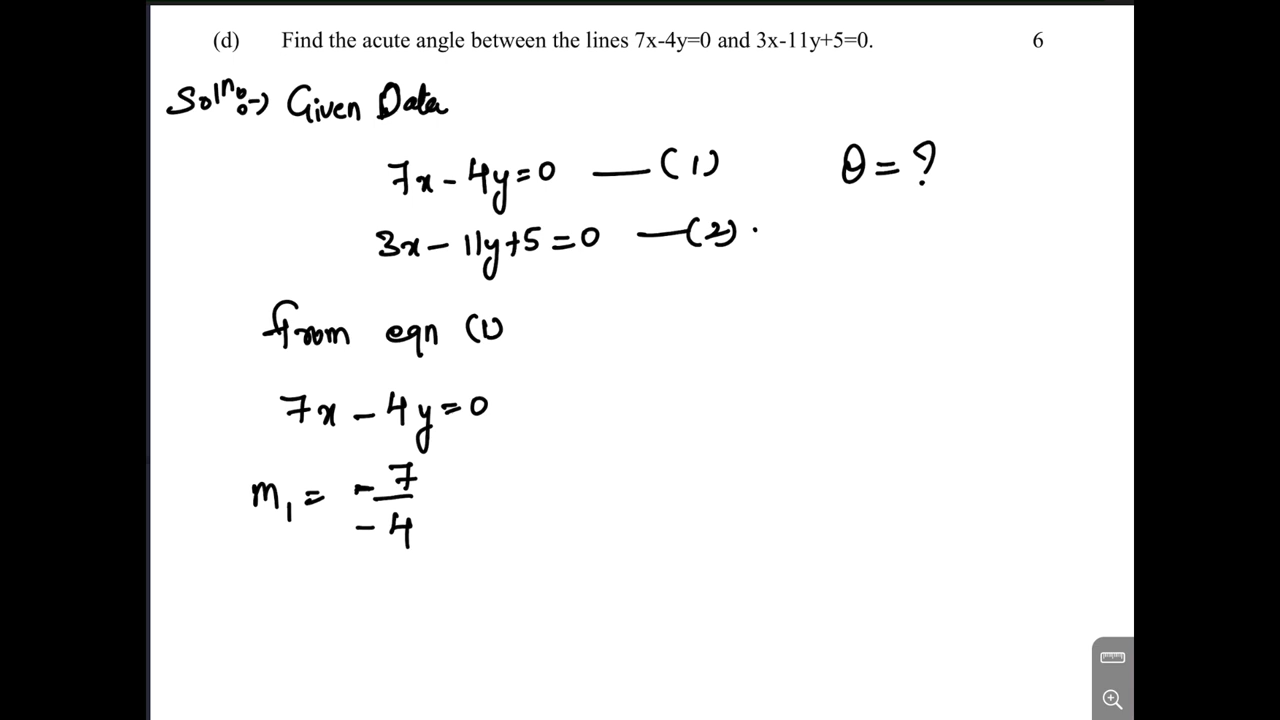 (d) Find the acute angle between the lines 7x-4y=0 and 3x-11y+5=0. 6
Soln:-> Given Data
7x - 4y = 0 — (1) θ = ?
3x - 11y + 5 = 0 — (2) .
from eqn (1)
7x - 4y = 0
m₁ = -7/-4